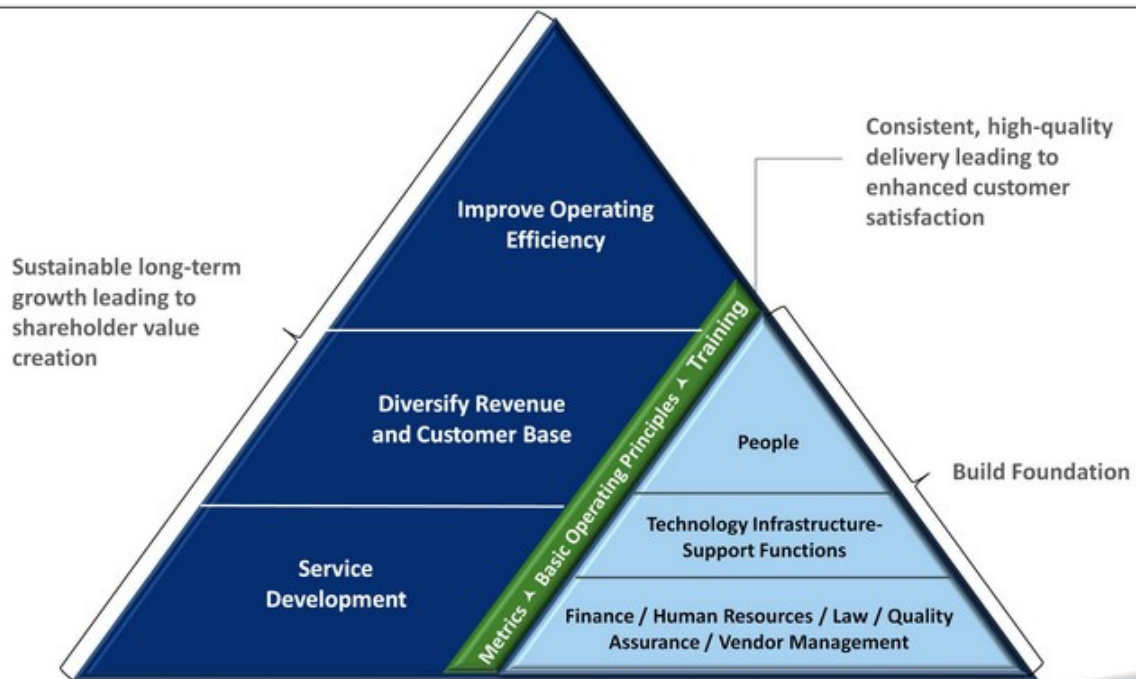 Consistent, high-quality
delivery leading to
enhanced customer
satisfaction
Improve Operating
Efficiency
Sustainable long-term
growth leading to
shareholder value
creation
Diversify Revenue
and Customer Base
Service
Development
Metrics ➤ Basic Operating Principles ➤ Training
People
Technology Infrastructure-
Support Functions
Finance / Human Resources / Law / Quality
Assurance / Vendor Management
Build Foundation